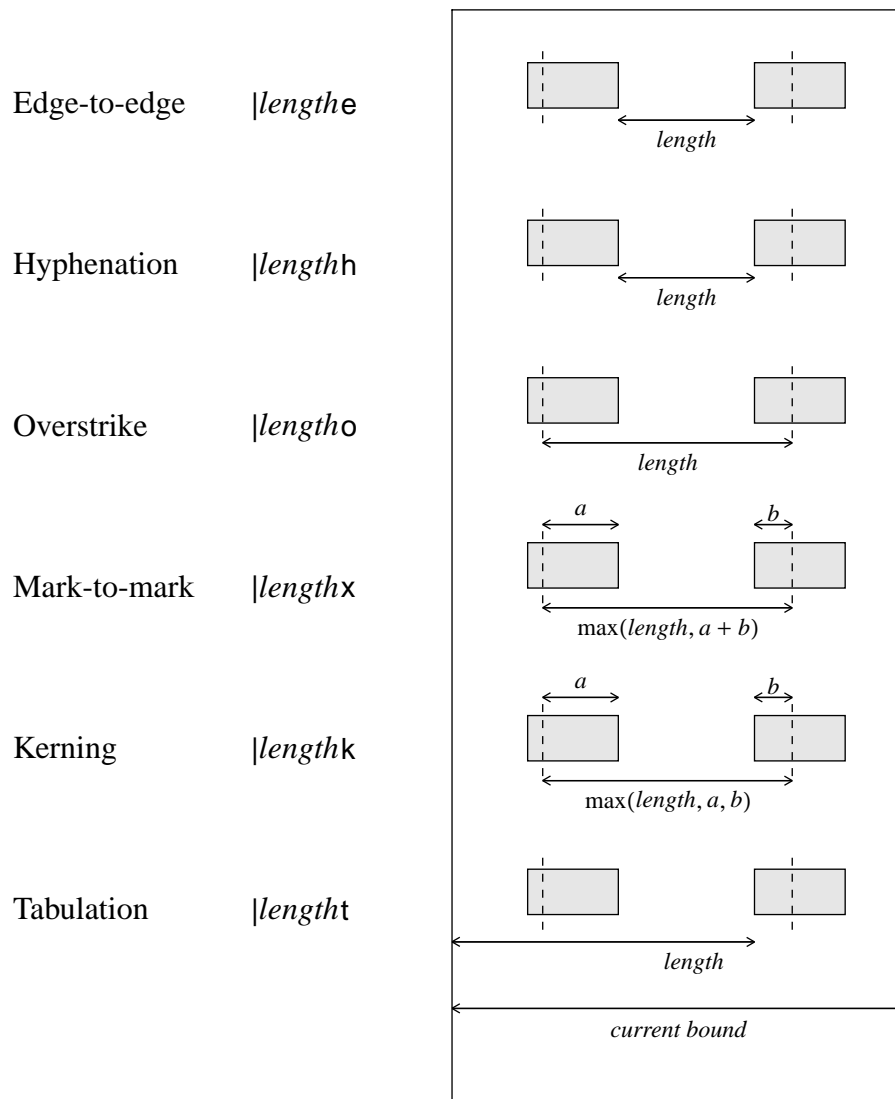 Edge-to-edge |lengthe
length
Hyphenation |lengthh
length
Overstrike |lengtho
length
a b
Mark-to-mark |lengthx
max(length, a + b)
a b
Kerning |lengthk
max(length, a, b)
Tabulation |lengtht
length
current bound